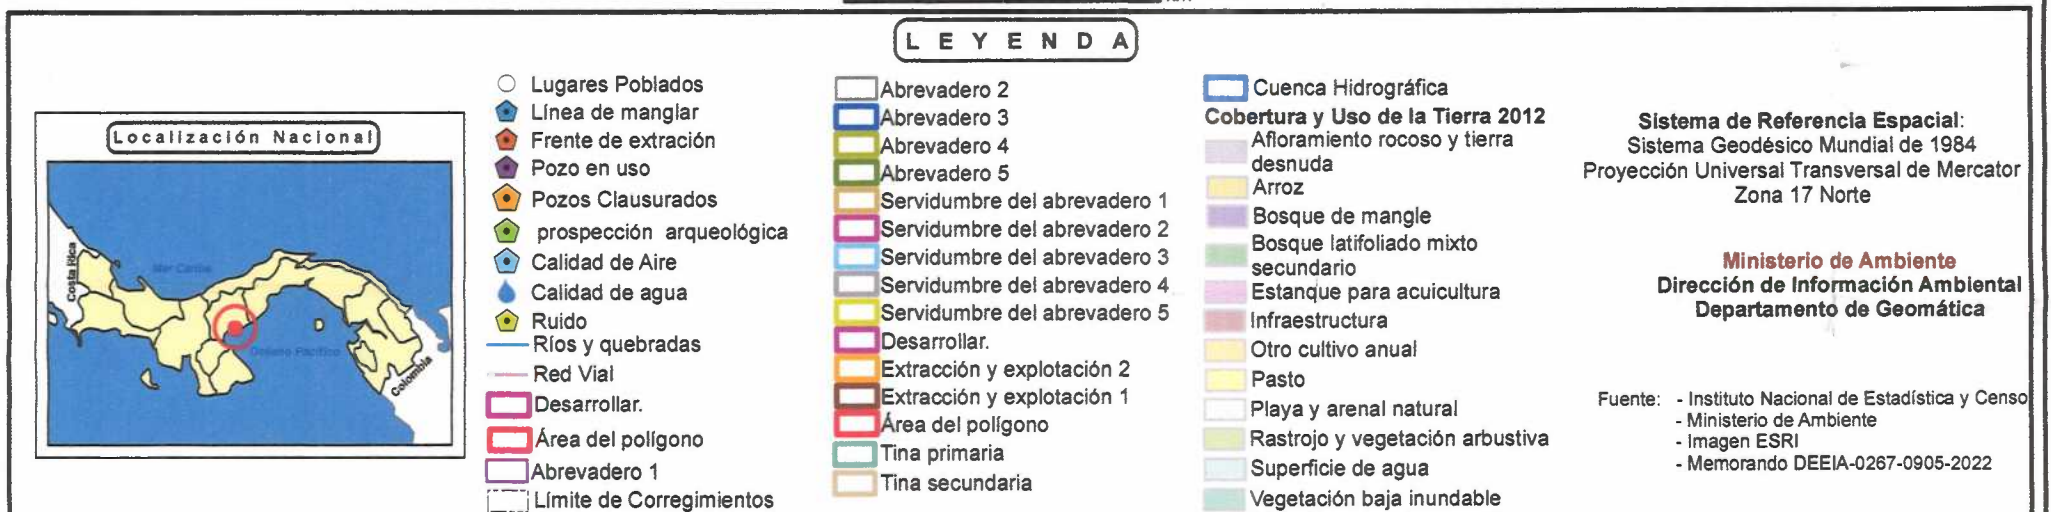 L E Y E N D A
Localización Nacional
Costa Rica
Mar Caribe
Océano Pacífico
Colombia
Lugares Poblados
Línea de manglar
Frente de extración
Pozo en uso
Pozos Clausurados
prospección arqueológica
Calidad de Aire
Calidad de agua
Ruido
Ríos y quebradas
Red Vial
Desarrollar.
Área del polígono
Abrevadero 1
Límite de Corregimientos
Abrevadero 2
Abrevadero 3
Abrevadero 4
Abrevadero 5
Servidumbre del abrevadero 1
Servidumbre del abrevadero 2
Servidumbre del abrevadero 3
Servidumbre del abrevadero 4
Servidumbre del abrevadero 5
Desarrollar.
Extracción y explotación 2
Extracción y explotación 1
Área del polígono
Tina primaria
Tina secundaria
Cuenca Hidrográfica
Cobertura y Uso de la Tierra 2012
Afloramiento rocoso y tierra
desnuda
Arroz
Bosque de mangle
Bosque latifoliado mixto
secundario
Estanque para acuicultura
Infraestructura
Otro cultivo anual
Pasto
Playa y arenal natural
Rastrojo y vegetación arbustiva
Superficie de agua
Vegetación baja inundable
Sistema de Referencia Espacial:
Sistema Geodésico Mundial de 1984
Proyección Universal Transversal de Mercator
Zona 17 Norte
Ministerio de Ambiente
Dirección de Información Ambiental
Departamento de Geomática
Fuente: - Instituto Nacional de Estadística y Censo
- Ministerio de Ambiente
- Imagen ESRI
- Memorando DEEIA-0267-0905-2022